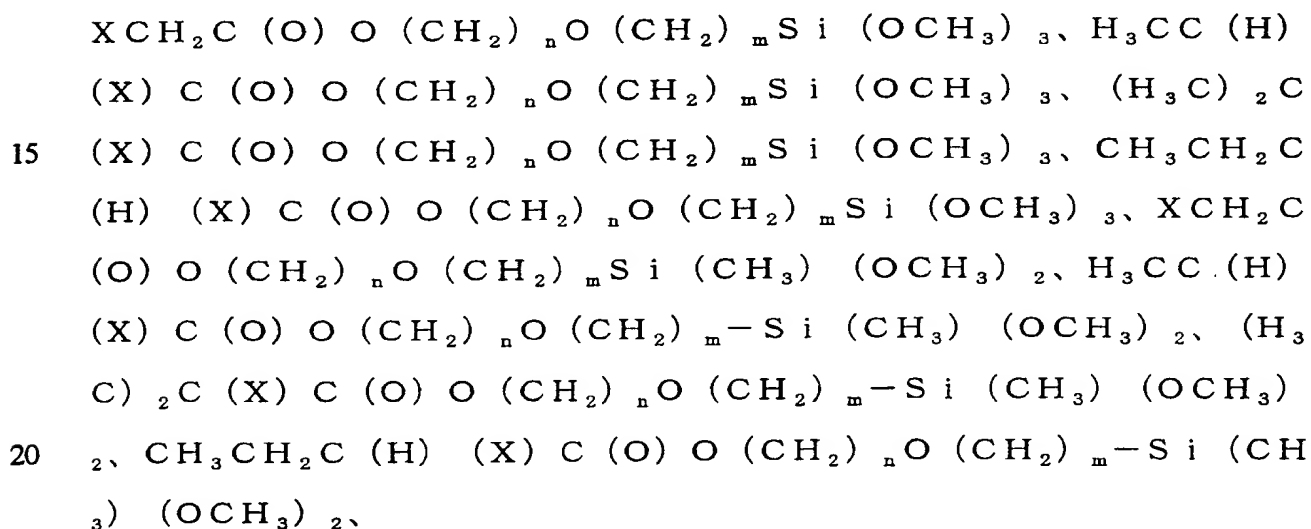 XCH₂C(O)O(CH₂)ₙO(CH₂)ₘSi(OCH₃)₃、H₃CC(H)
(X)C(O)O(CH₂)ₙO(CH₂)ₘSi(OCH₃)₃、(H₃C)₂C
15 (X)C(O)O(CH₂)ₙO(CH₂)ₘSi(OCH₃)₃、CH₃CH₂C
(H)(X)C(O)O(CH₂)ₙO(CH₂)ₘSi(OCH₃)₃、XCH₂C
(O)O(CH₂)ₙO(CH₂)ₘSi(CH₃)(OCH₃)₂、H₃CC(H)
(X)C(O)O(CH₂)ₙO(CH₂)ₘ-Si(CH₃)(OCH₃)₂、(H₃
C)₂C(X)C(O)O(CH₂)ₙO(CH₂)ₘ-Si(CH₃)(OCH₃)
20 ₂、CH₃CH₂C(H)(X)C(O)O(CH₂)ₙO(CH₂)ₘ-Si(CH
₃)(OCH₃)₂、